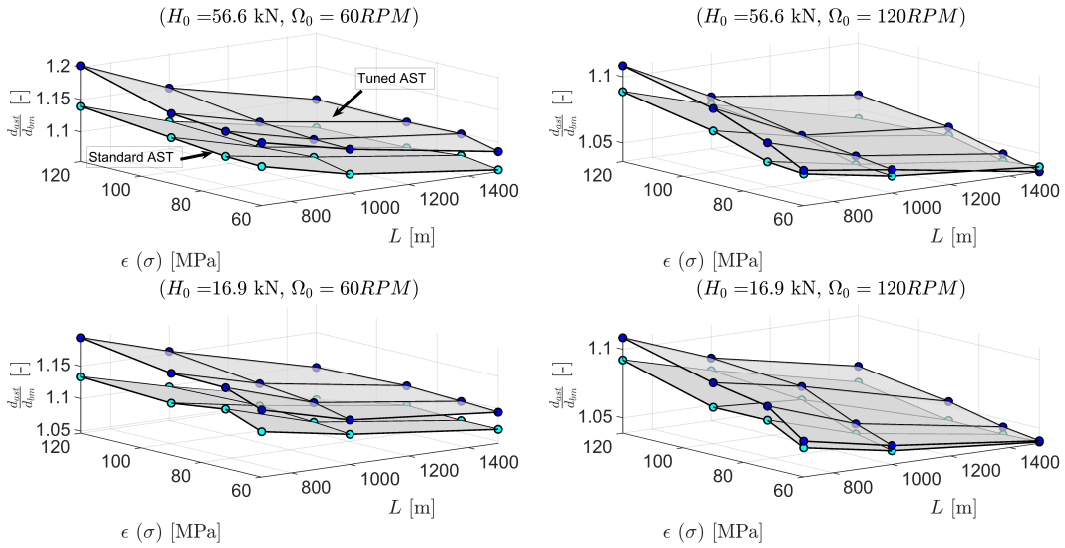 (H₀ =56.6 kN, Ω₀ = 60RPM)
1.2
1.15
1.1
d_ast/d_bm [-]
Tuned AST
Standard AST
120
100
80
60
800
1000
1200
1400
L [m]
ϵ (σ) [MPa]
(H₀ =56.6 kN, Ω₀ = 120RPM)
1.1
1.05
d_ast/d_bm [-]
120
100
80
60
800
1000
1200
1400
L [m]
ϵ (σ) [MPa]
(H₀ =16.9 kN, Ω₀ = 60RPM)
1.15
1.1
1.05
d_ast/d_bm [-]
120
100
80
60
800
1000
1200
1400
L [m]
ϵ (σ) [MPa]
(H₀ =16.9 kN, Ω₀ = 120RPM)
1.1
1.05
d_ast/d_bm [-]
120
100
80
60
800
1000
1200
1400
L [m]
ϵ (σ) [MPa]